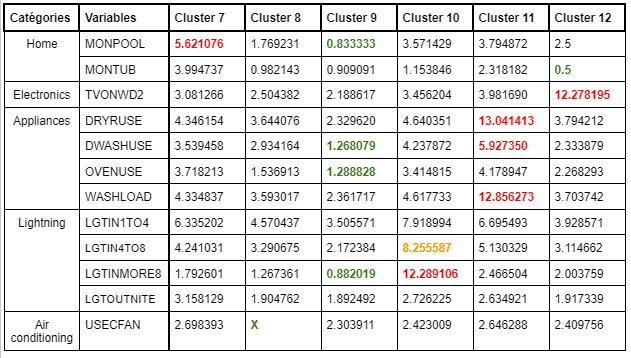 Catégories Variables Cluster 7 Cluster 8 Cluster 9 Cluster 10 Cluster 11 Cluster 12
Home MONPOOL 5.621076 1.769231 0.833333 3.571429 3.794872 2.5
MONTUB 3.994737 0.982143 0.909091 1.153846 2.318182 0.5
Electronics TVONWD2 3.081266 2.504382 2.188617 3.456204 3.981690 12.278195
Appliances DRYRUSE 4.346154 3.644076 2.329620 4.640351 13.041413 3.794212
DWASHUSE 3.539458 2.934164 1.268079 4.237872 5.927350 2.333879
OVENUSE 3.718213 1.536913 1.288828 3.414815 4.178947 2.268293
WASHLOAD 4.334837 3.593017 2.361717 4.617733 12.856273 3.703742
Lightning LGTIN1TO4 6.335202 4.570437 3.505571 7.918994 6.695493 3.928571
LGTIN4TO8 4.241031 3.290675 2.172384 8.255587 5.130329 3.114662
LGTINMORE8 1.792601 1.267361 0.882019 12.289106 2.466504 2.003759
LGTOUTNITE 3.158129 1.904762 1.892492 2.726225 2.634921 1.917339
Air
conditioning USECFAN 2.698393 X 2.303911 2.423009 2.646288 2.409756